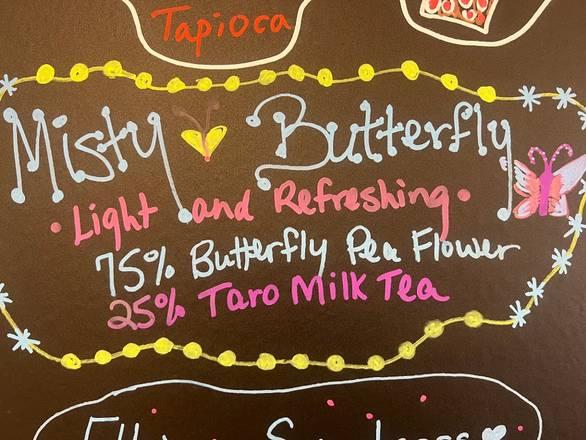 Tapioca
Misty Butterfly
• Light and Refreshing •
75% Butterfly Pea Flower
25% Taro Milk Tea